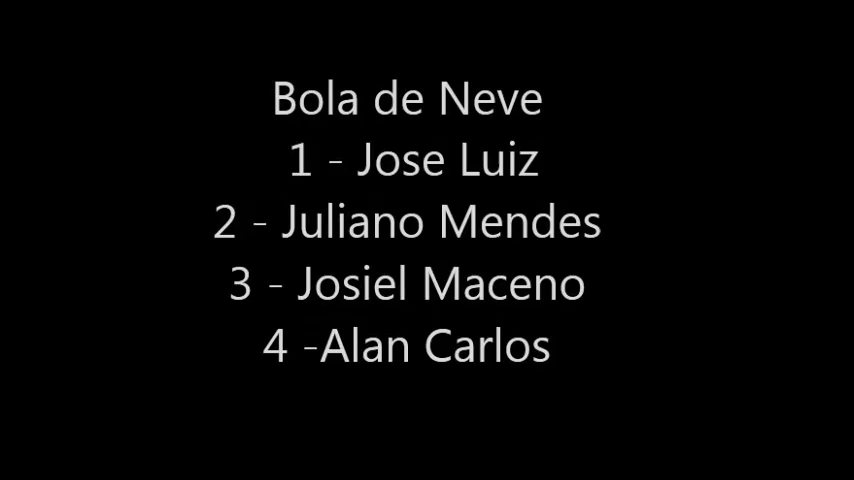 Bola de Neve
1 - Jose Luiz
2 - Juliano Mendes
3 - Josiel Maceno
4 -Alan Carlos